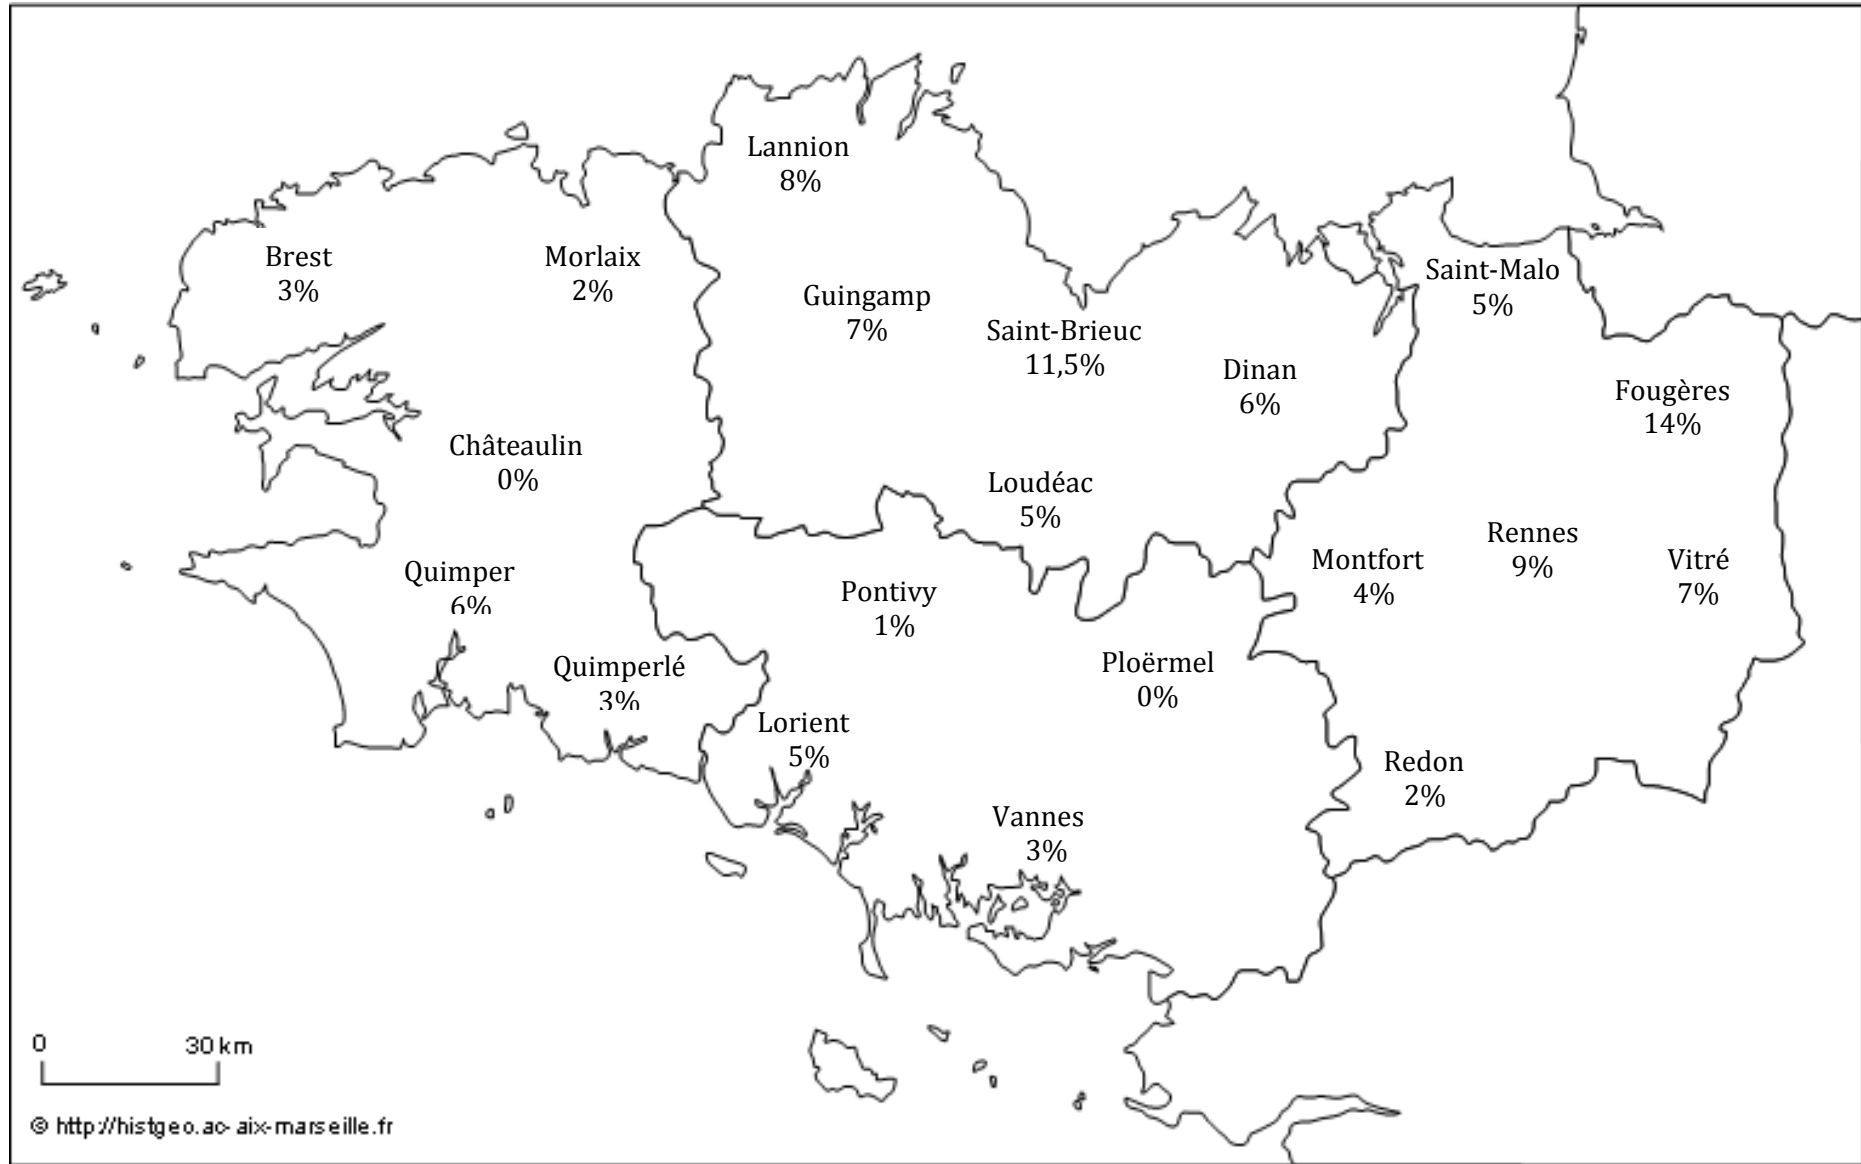 Lannion
8%
Brest
3%
Morlaix
2%
Guingamp
7%
Saint-Brieuc
11,5%
Dinan
6%
Saint-Malo
5%
Fougères
14%
Châteaulin
0%
Loudéac
5%
Rennes
9%
Montfort
4%
Vitré
7%
Quimper
6%
Pontivy
1%
Quimperlé
3%
Ploërmel
0%
Lorient
5%
Redon
2%
Vannes
3%
0 30 km
© http://histgeo.ac-aix-marseille.fr